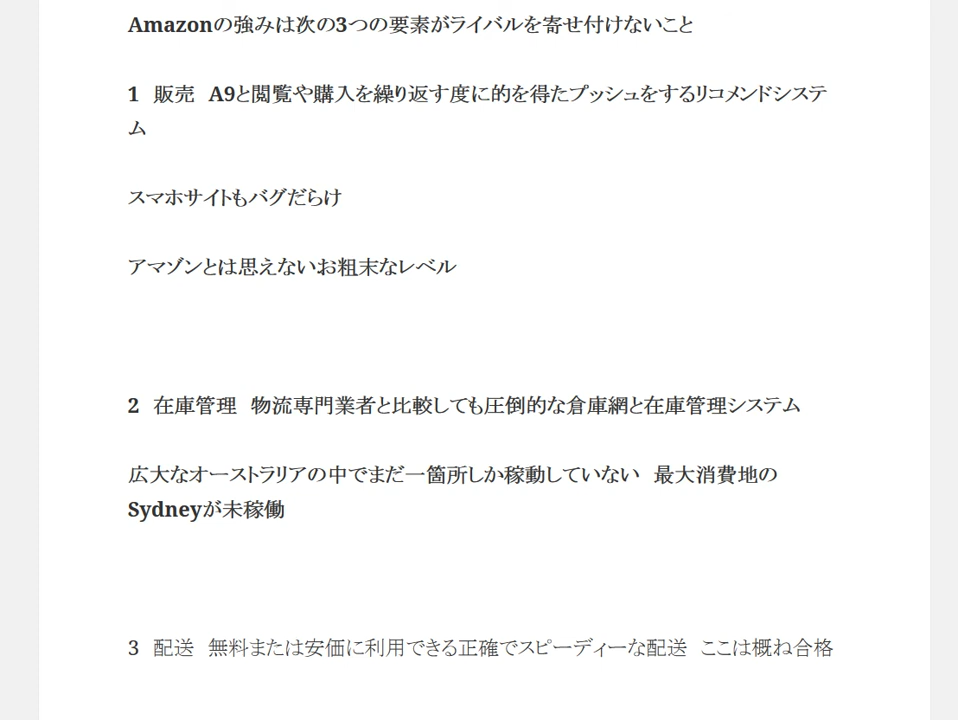 Amazonの強みは次の3つの要素がライバルを寄せ付けないこと
1　販売　A9と閲覧や購入を繰り返す度に的を得たプッシュをするリコメンドシステ
ム
スマホサイトもバグだらけ
アマゾンとは思えないお粗末なレベル
2　在庫管理　物流専門業者と比較しても圧倒的な倉庫網と在庫管理システム
広大なオーストラリアの中でまだ一箇所しか稼動していない　最大消費地の
Sydneyが未稼働
3　配送　無料または安価に利用できる正確でスピーディーな配送　ここは概ね合格